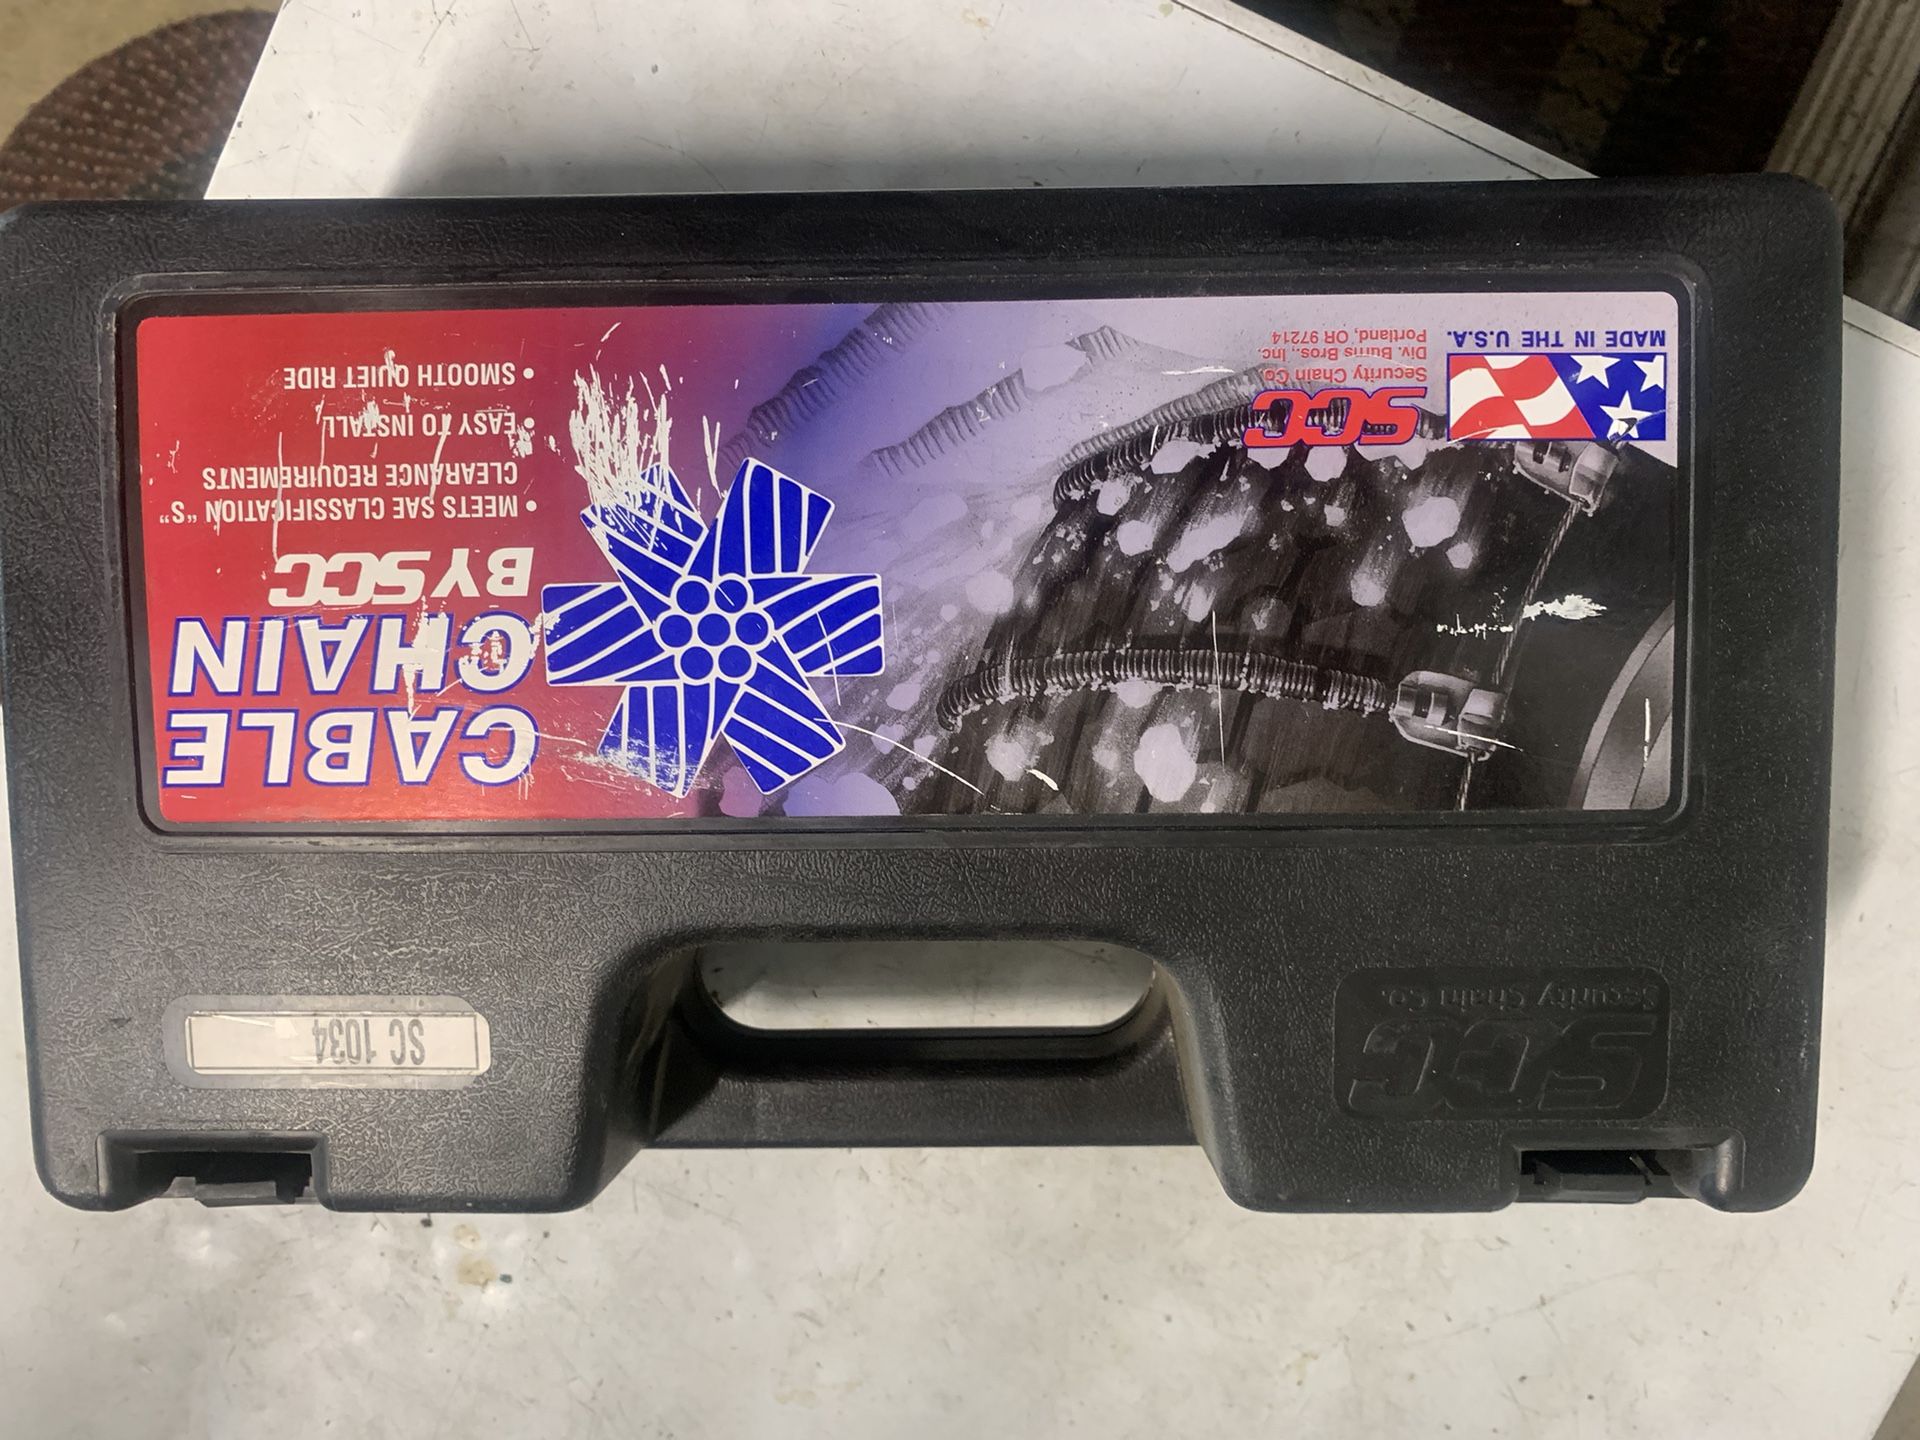 CABLE
CHAIN
BY SCC
• MEETS SAE CLASSIFICATION "S"
CLEARANCE REQUIREMENTS
• EASY TO INSTALL
• SMOOTH QUIET RIDE
SCC
Security Chain Co.
Div. Burns Bros., Inc.
Portland, OR 97214
MADE IN THE U.S.A.
SCC
Security Chain Co.
SC 1034